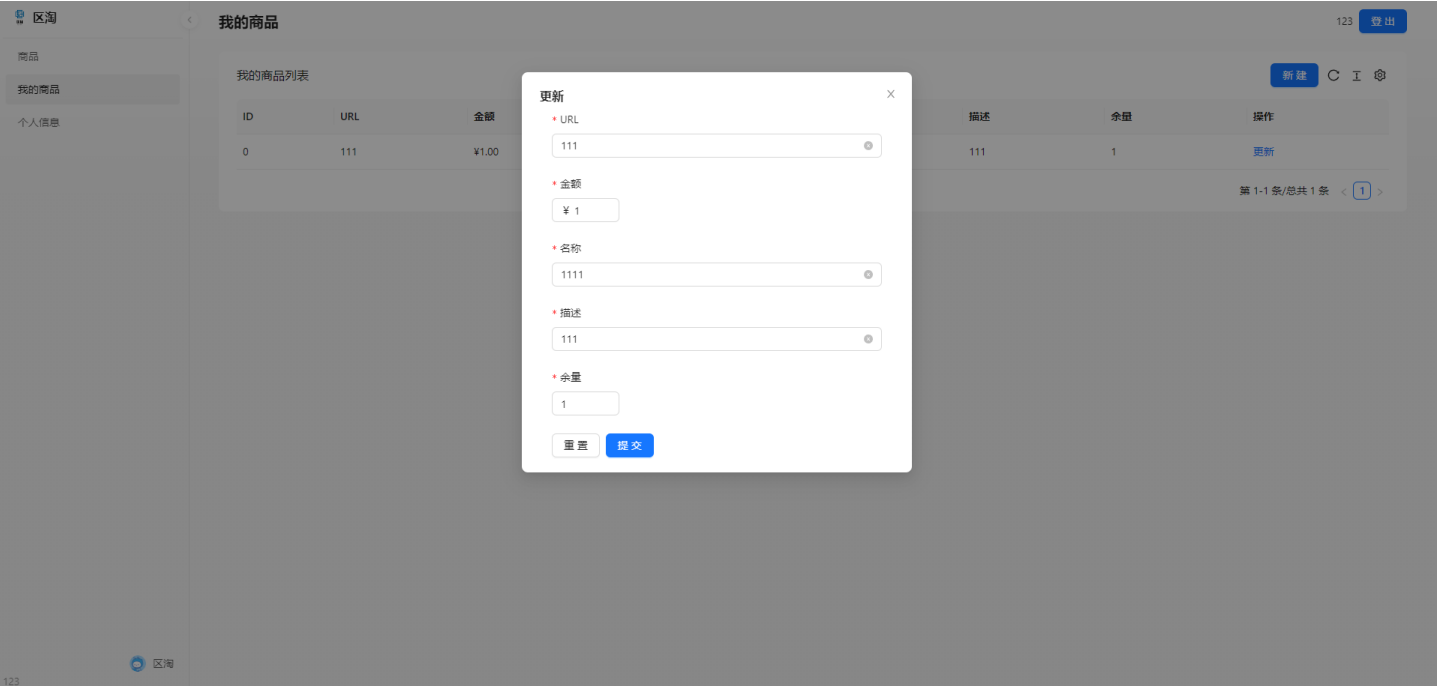 区淘
我的商品
123 登 出
商品
我的商品
个人信息
我的商品列表
新 建
ID URL 金额 描述 余量 操作
0 111 ¥1.00 111 1 更新
第 1-1 条/总共 1 条 < 1 >
更新
* URL
111
* 金额
¥ 1
* 名称
1111
* 描述
111
* 余量
1
重 置 提 交
区淘
123